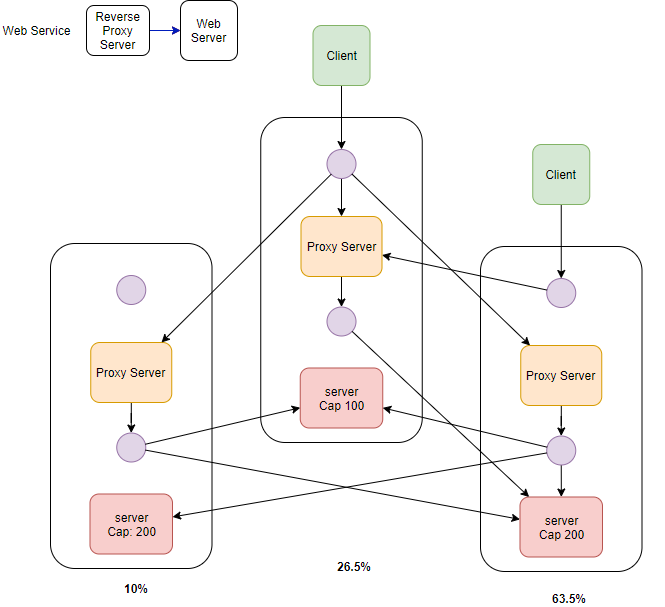 Web Service
Reverse
Proxy
Server
Web
Server
Client
Client
Proxy Server
Proxy Server
Proxy Server
server
Cap 100
server
Cap: 200
server
Cap 200
10%
26.5%
63.5%